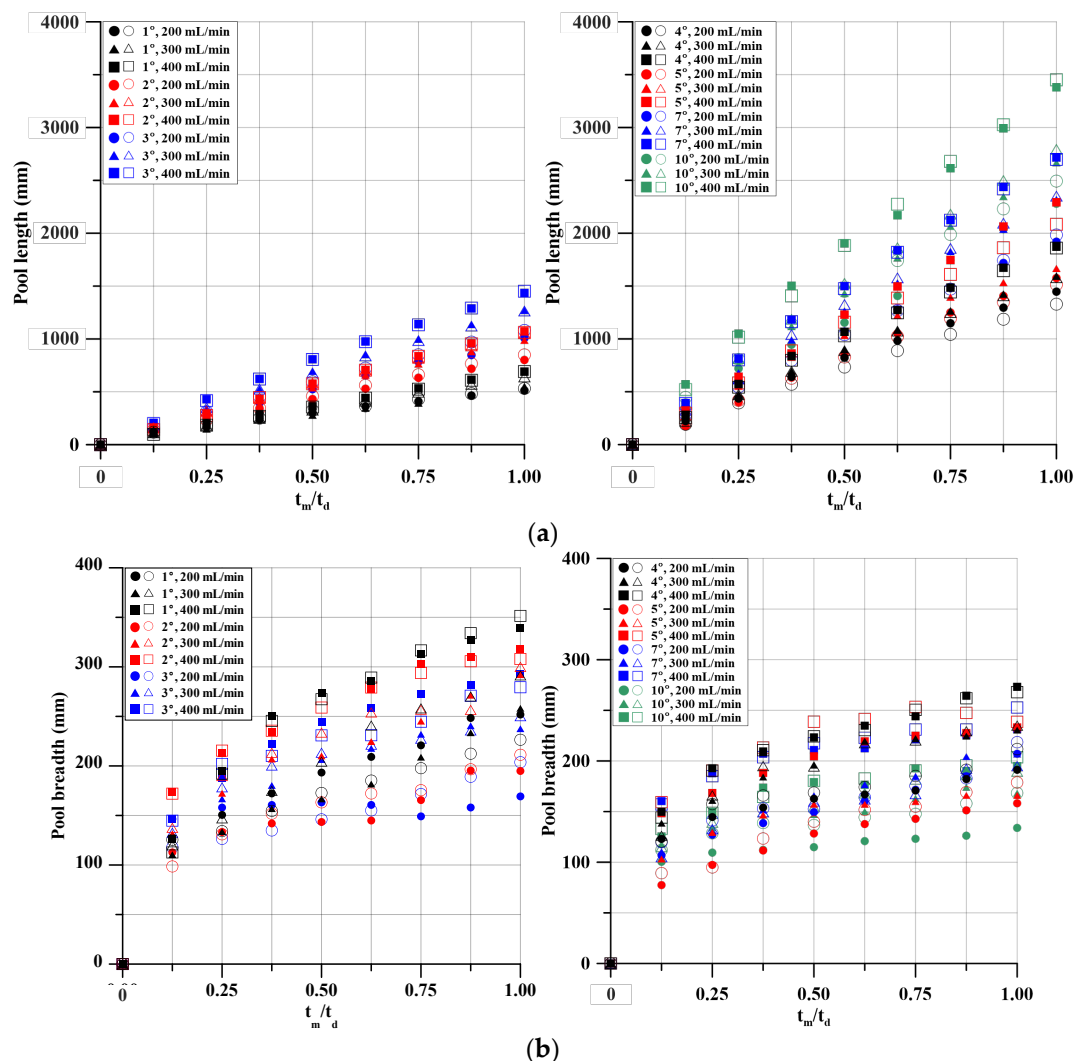 4000
3000
2000
1000
0
Pool length (mm)
1°, 200 mL/min
1°, 300 mL/min
1°, 400 mL/min
2°, 200 mL/min
2°, 300 mL/min
2°, 400 mL/min
3°, 200 mL/min
3°, 300 mL/min
3°, 400 mL/min
0 0.25 0.50 0.75 1.00
tm/td
4000
3000
2000
1000
0
Pool length (mm)
4°, 200 mL/min
4°, 300 mL/min
4°, 400 mL/min
5°, 200 mL/min
5°, 300 mL/min
5°, 400 mL/min
7°, 200 mL/min
7°, 300 mL/min
7°, 400 mL/min
10°, 200 mL/min
10°, 300 mL/min
10°, 400 mL/min
0 0.25 0.50 0.75 1.00
tm/td
(a)
400
300
200
100
0
Pool breadth (mm)
1°, 200 mL/min
1°, 300 mL/min
1°, 400 mL/min
2°, 200 mL/min
2°, 300 mL/min
2°, 400 mL/min
3°, 200 mL/min
3°, 300 mL/min
3°, 400 mL/min
0 0.25 0.50 0.75 1.00
tm/td
400
300
200
100
0
Pool breadth (mm)
4°, 200 mL/min
4°, 300 mL/min
4°, 400 mL/min
5°, 200 mL/min
5°, 300 mL/min
5°, 400 mL/min
7°, 200 mL/min
7°, 300 mL/min
7°, 400 mL/min
10°, 200 mL/min
10°, 300 mL/min
10°, 400 mL/min
0 0.25 0.50 0.75 1.00
tm/td
(b)